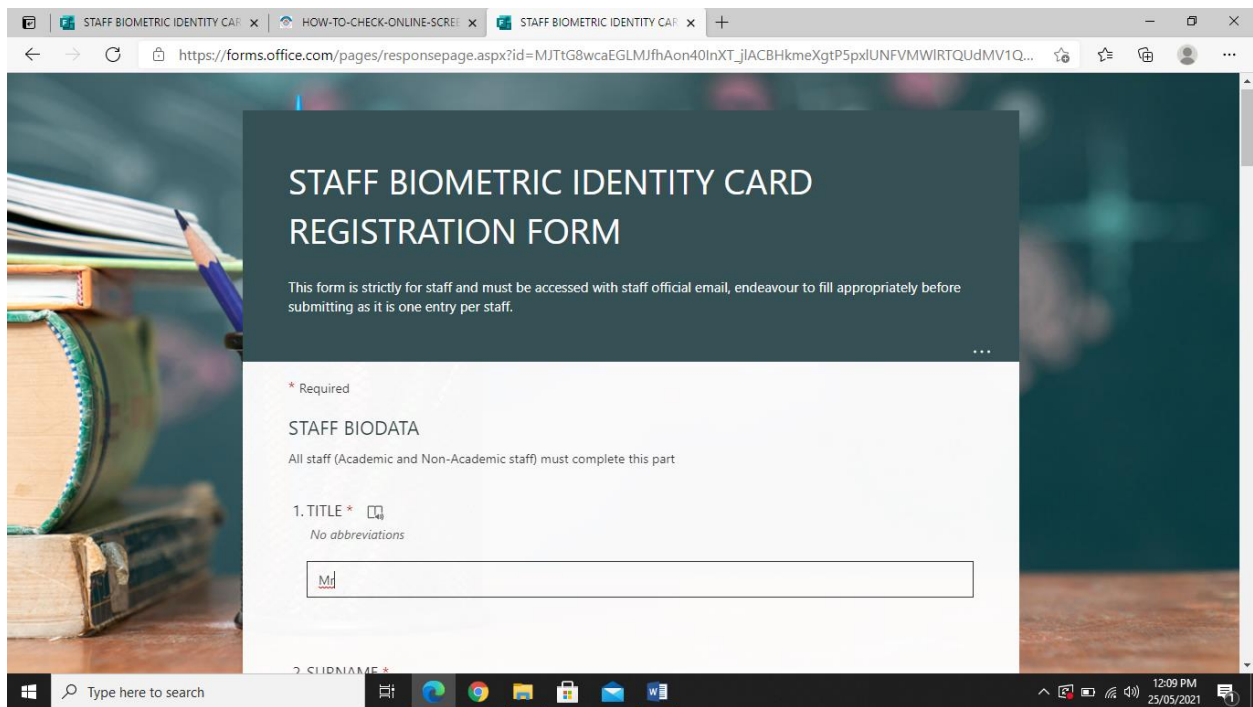 STAFF BIOMETRIC IDENTITY CAR
HOW-TO-CHECK-ONLINE-SCREE
STAFF BIOMETRIC IDENTITY CAR
https://forms.office.com/pages/responsepage.aspx?id=MJTtG8wcaEGLMJfhAon40InXT_jlACBHkmeXgtP5pxlUNFVMWlRTQUdMV1Q...
STAFF BIOMETRIC IDENTITY CARD
REGISTRATION FORM
This form is strictly for staff and must be accessed with staff official email, endeavour to fill appropriately before
submitting as it is one entry per staff.
* Required
STAFF BIODATA
All staff (Academic and Non-Academic staff) must complete this part
1. TITLE *
No abbreviations
Mr
2. SURNAME *
Type here to search
12:09 PM
25/05/2021